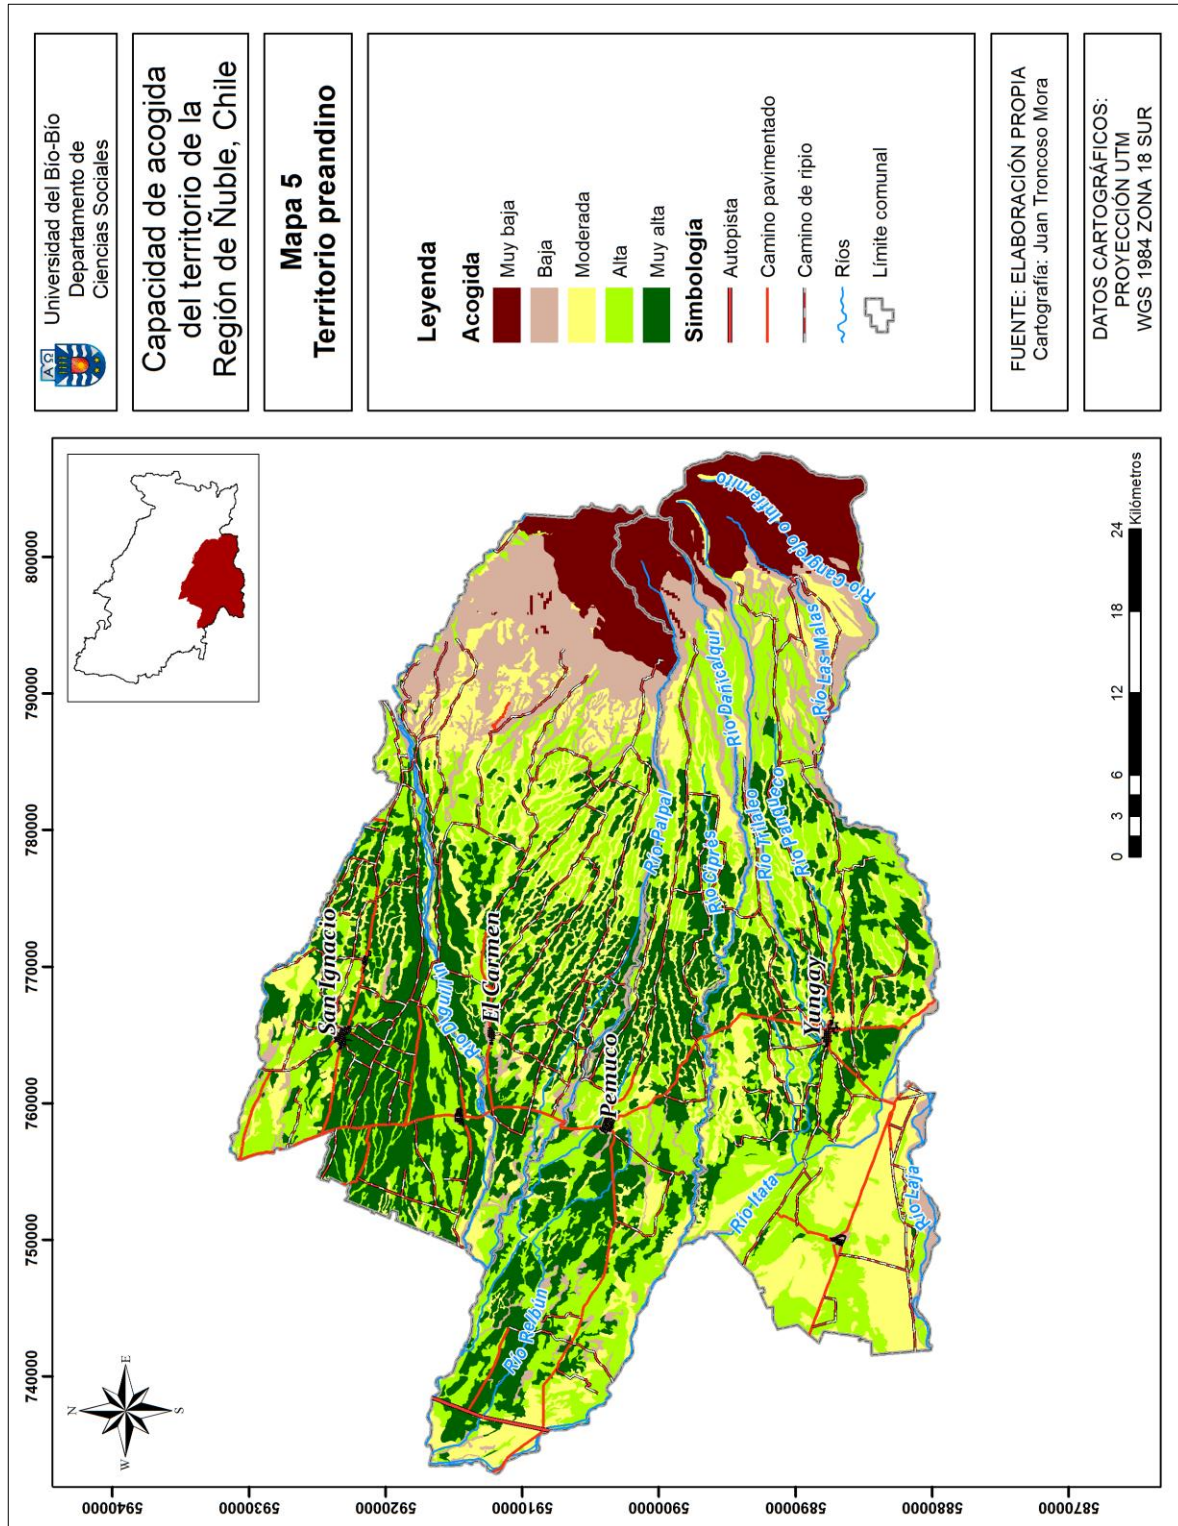 Universidad del Bío-Bío
Departamento de
Ciencias Sociales
Capacidad de acogida
del territorio de la
Región de Ñuble, Chile
Mapa 5
Territorio preandino
Leyenda
Acogida
Muy baja
Baja
Moderada
Alta
Muy alta
Simbología
Autopista
Camino pavimentado
Camino de ripio
Ríos
Límite comunal
FUENTE: ELABORACIÓN PROPIA
Cartografía: Juan Troncoso Mora
DATOS CARTOGRÁFICOS:
PROYECCIÓN UTM
WGS 1984 ZONA 18 SUR
740000
750000
760000
770000
780000
790000
800000
5940000
5930000
5920000
5910000
5900000
5890000
5880000
5870000
N
E
S
W
San Ignacio
Río Diguillín
El Carmen
Río Palpal
Pemuco
Río Relbún
Río Ciprés
Río Dañicalqui
Río Trilaleo
Río Panqueco
Río Las Malas
Río Cangrejo o Infiernito
Yungay
Río Itata
Río Laja
0 3 6 12 18 24
Kilómetros